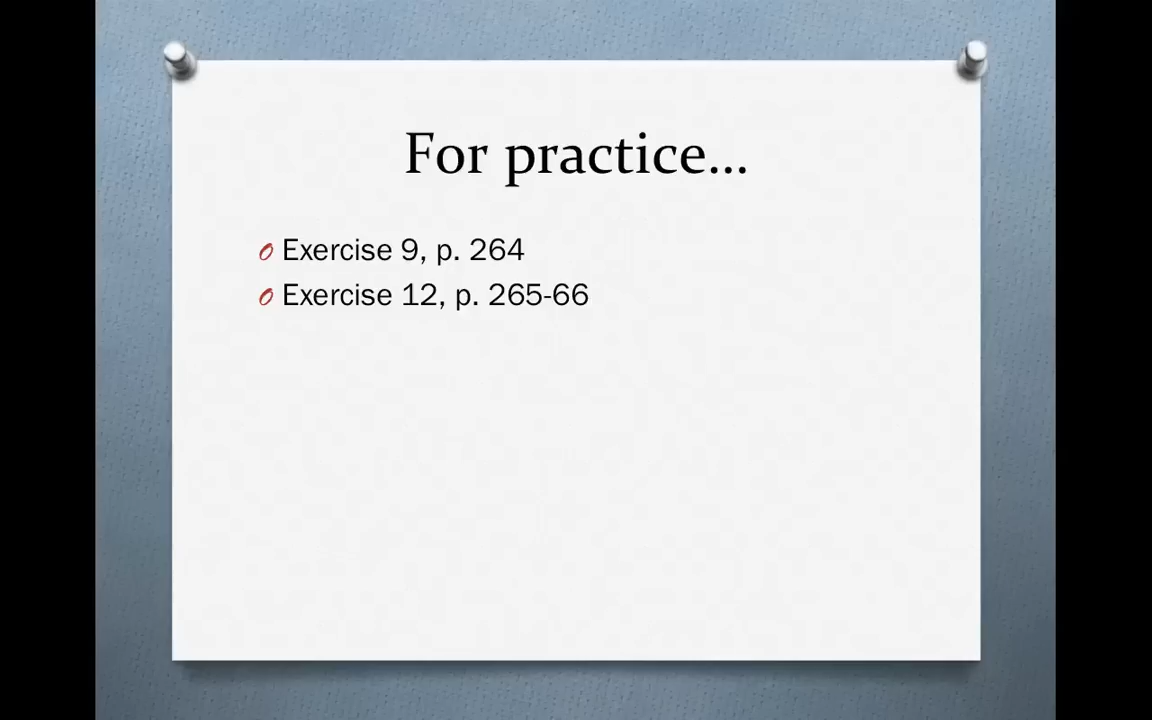 For practice...
Exercise 9, p. 264
Exercise 12, p. 265-66